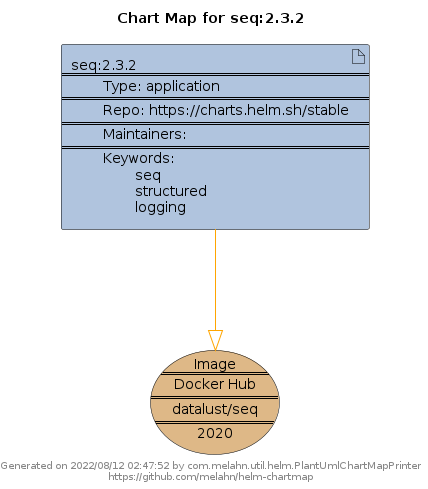 Chart Map for seq:2.3.2
seq:2.3.2
Type: application
Repo: https://charts.helm.sh/stable
Maintainers:
Keywords:
seq
structured
logging
Image
Docker Hub
datalust/seq
2020
Generated on 2022/08/12 02:47:52 by com.melahn.util.helm.PlantUmlChartMapPrinter
https://github.com/melahn/helm-chartmap